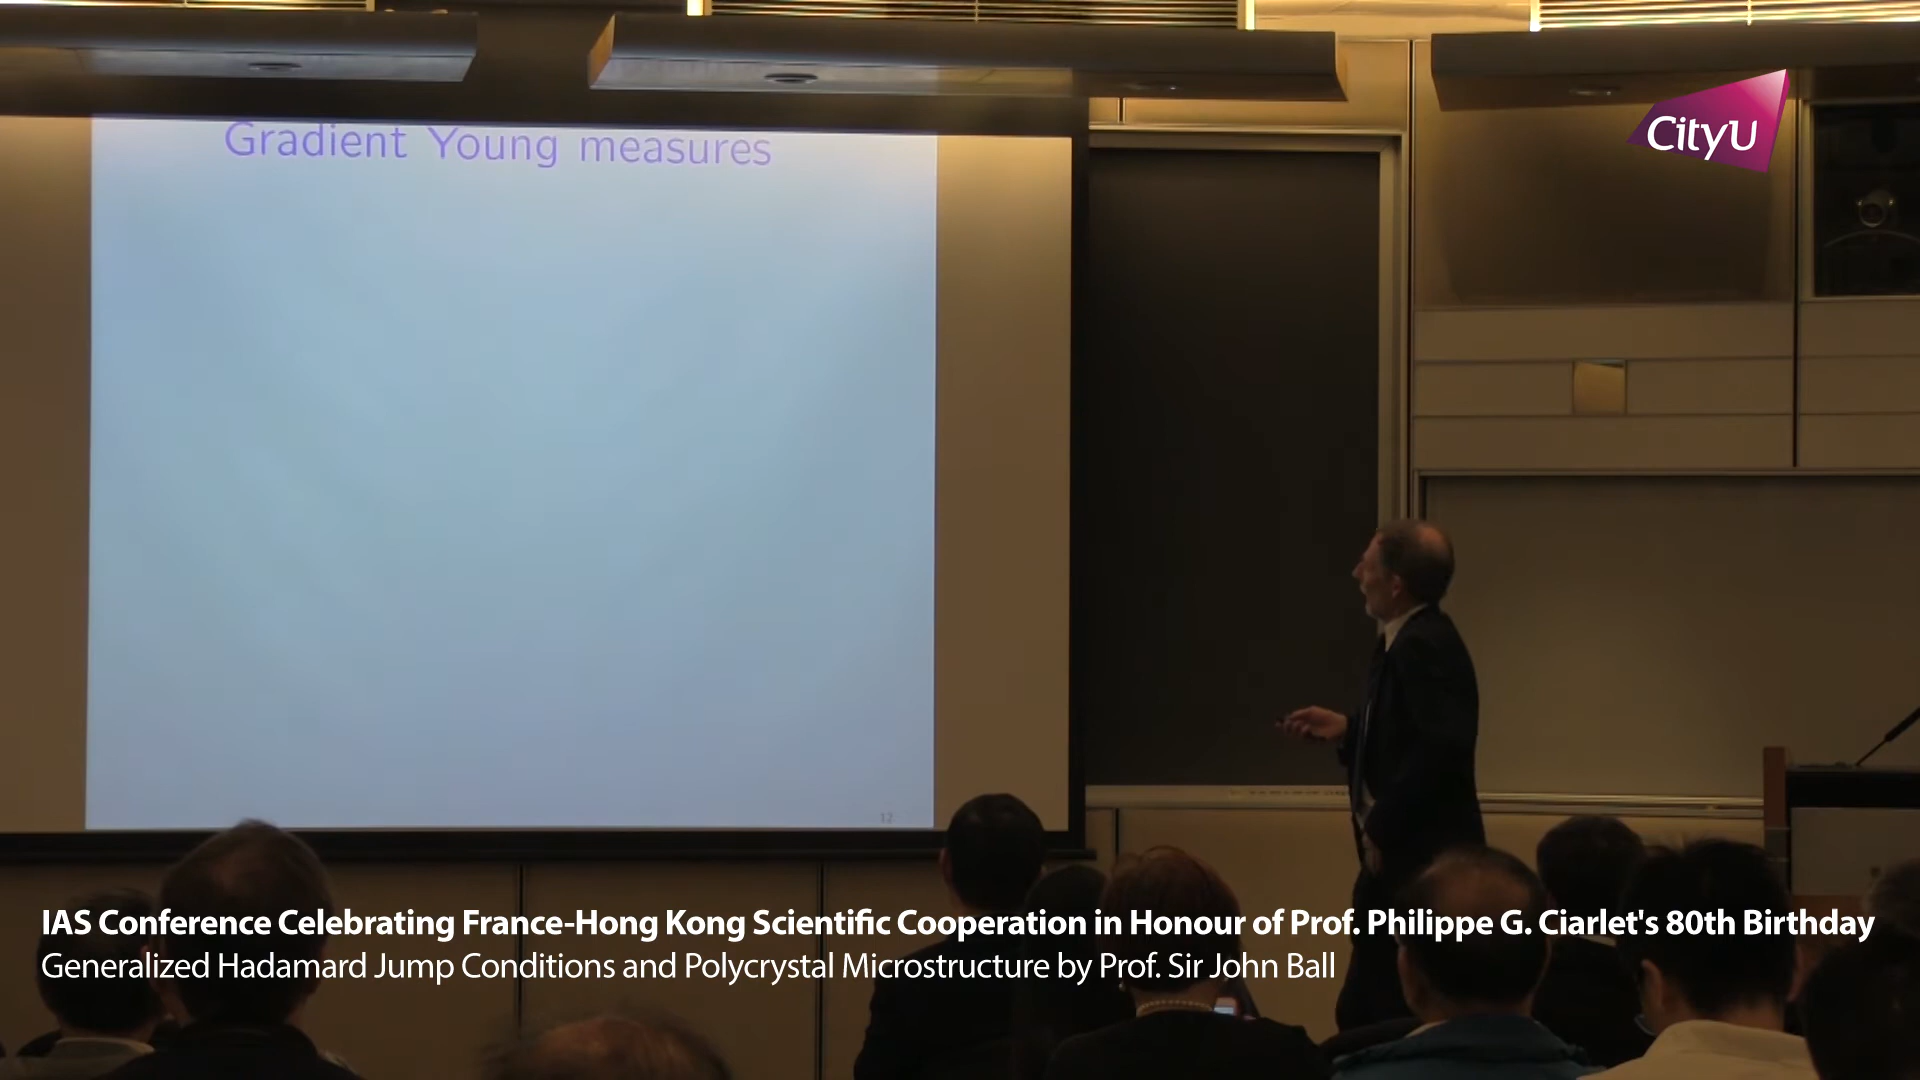 Gradient Young measures
CityU
12
IAS Conference Celebrating France-Hong Kong Scientific Cooperation in Honour of Prof. Philippe G. Ciarlet's 80th Birthday
Generalized Hadamard Jump Conditions and Polycrystal Microstructure by Prof. Sir John Ball